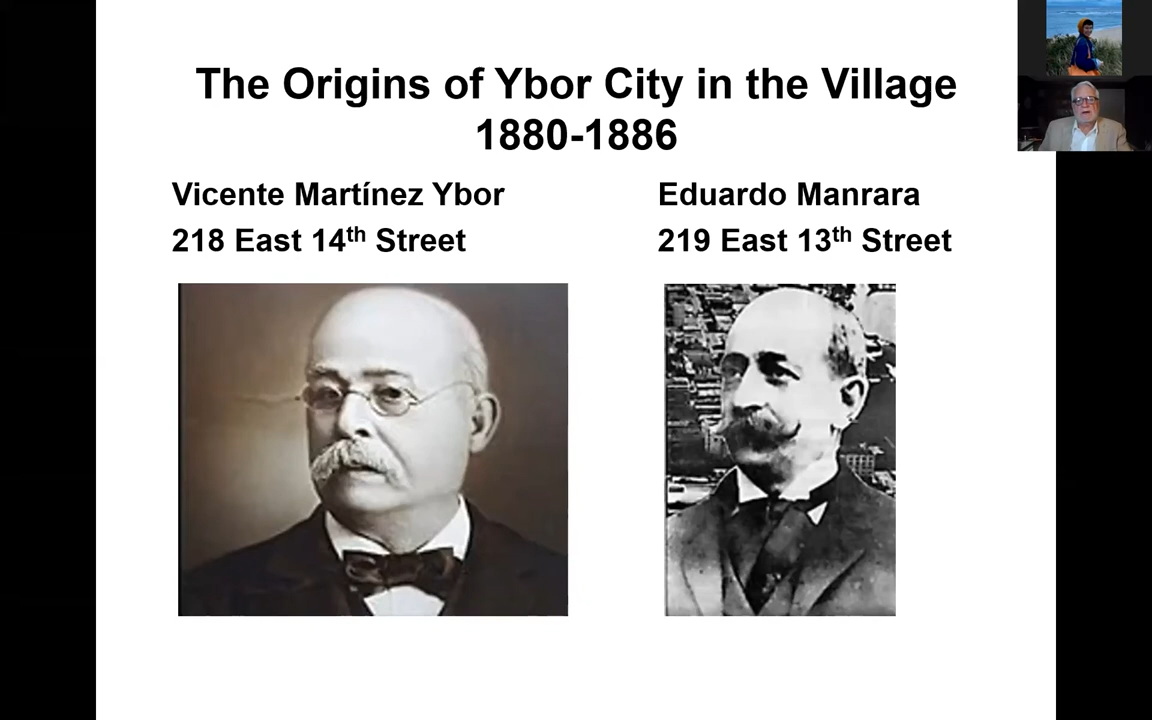 The Origins of Ybor City in the Village
1880-1886
Vicente Martínez Ybor
218 East 14th Street
Eduardo Manrara
219 East 13th Street